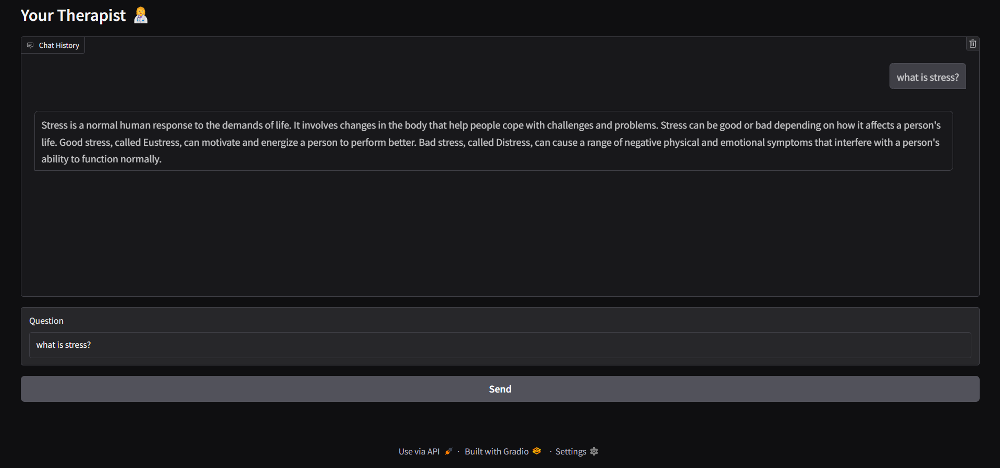 Your Therapist
Chat History
what is stress?
Stress is a normal human response to the demands of life. It involves changes in the body that help people cope with challenges and problems. Stress can be good or bad depending on how it affects a person's
life. Good stress, called Eustress, can motivate and energize a person to perform better. Bad stress, called Distress, can cause a range of negative physical and emotional symptoms that interfere with a person's
ability to function normally.
Question
what is stress?
Send
Use via API · Built with Gradio · Settings